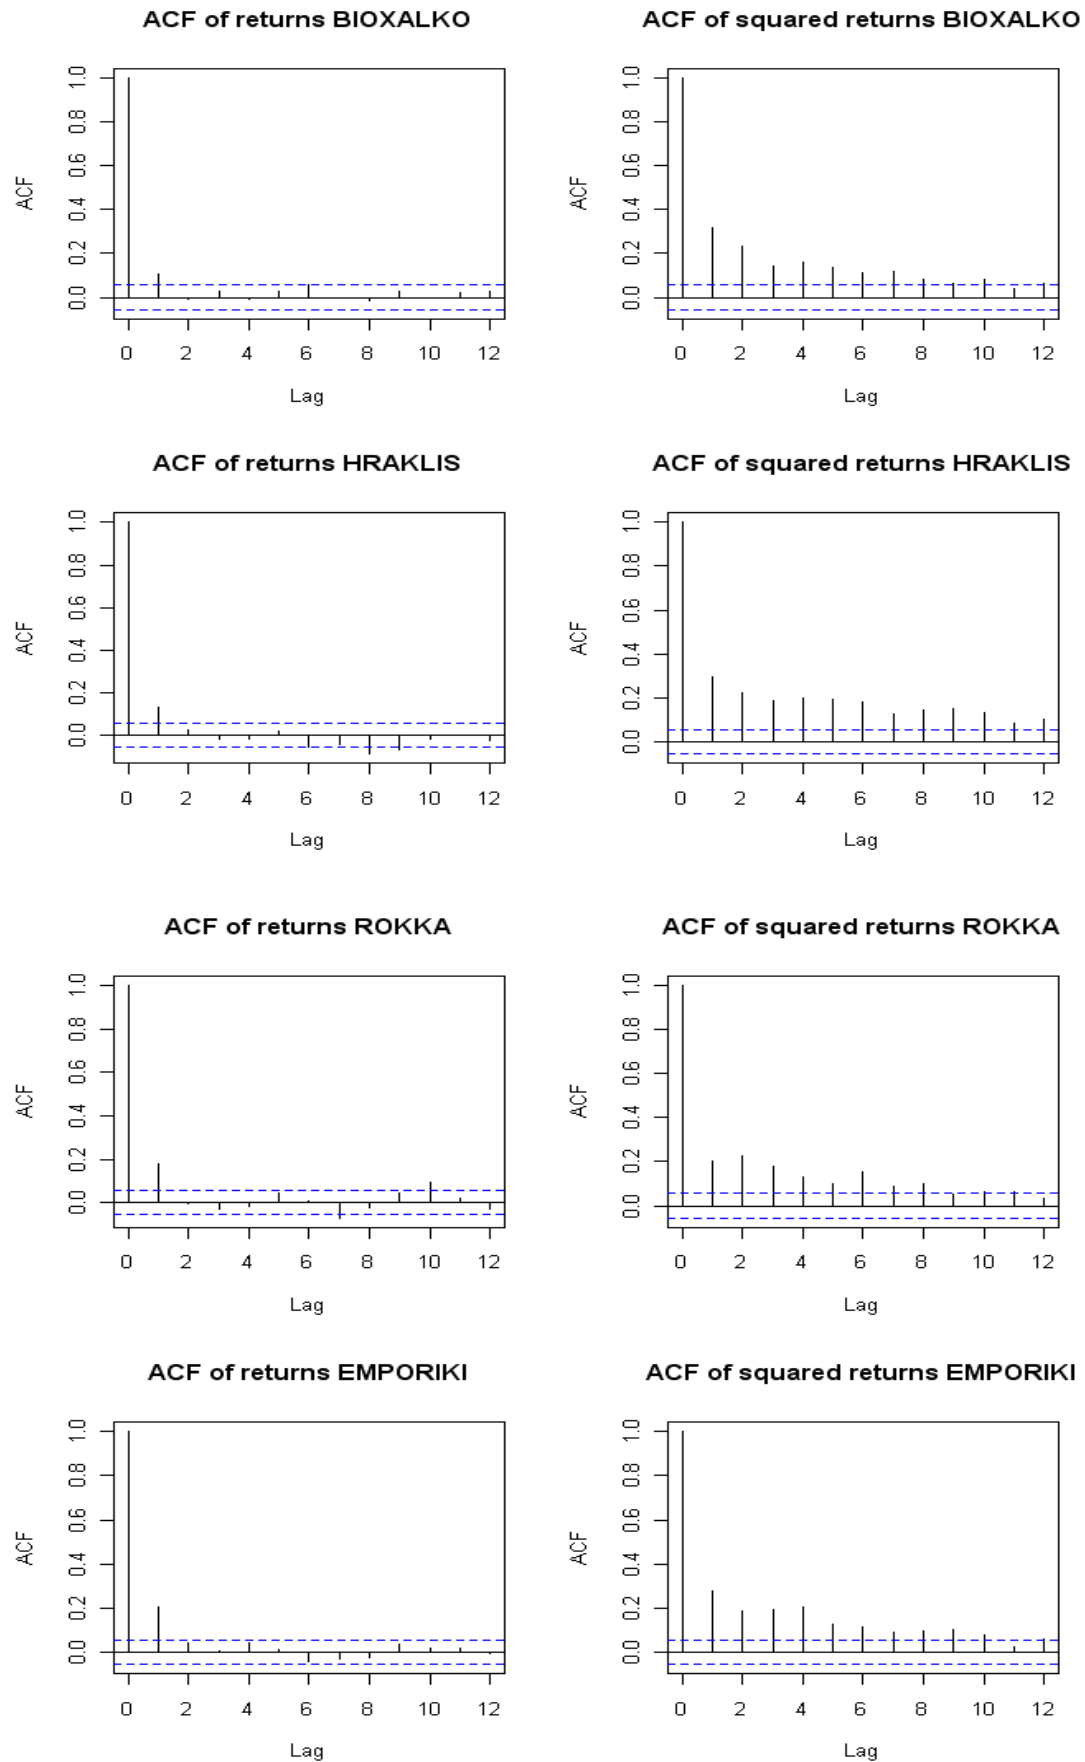 ACF of returns BIOXALKO
ACF
0.0 0.2 0.4 0.6 0.8 1.0
0 2 4 6 8 10 12
Lag
ACF of squared returns BIOXALKO
ACF
0.0 0.2 0.4 0.6 0.8 1.0
0 2 4 6 8 10 12
Lag
ACF of returns HRAKLIS
ACF
0.0 0.2 0.4 0.6 0.8 1.0
0 2 4 6 8 10 12
Lag
ACF of squared returns HRAKLIS
ACF
0.0 0.2 0.4 0.6 0.8 1.0
0 2 4 6 8 10 12
Lag
ACF of returns ROKKA
ACF
0.0 0.2 0.4 0.6 0.8 1.0
0 2 4 6 8 10 12
Lag
ACF of squared returns ROKKA
ACF
0.0 0.2 0.4 0.6 0.8 1.0
0 2 4 6 8 10 12
Lag
ACF of returns EMPORIKI
ACF
0.0 0.2 0.4 0.6 0.8 1.0
0 2 4 6 8 10 12
Lag
ACF of squared returns EMPORIKI
ACF
0.0 0.2 0.4 0.6 0.8 1.0
0 2 4 6 8 10 12
Lag